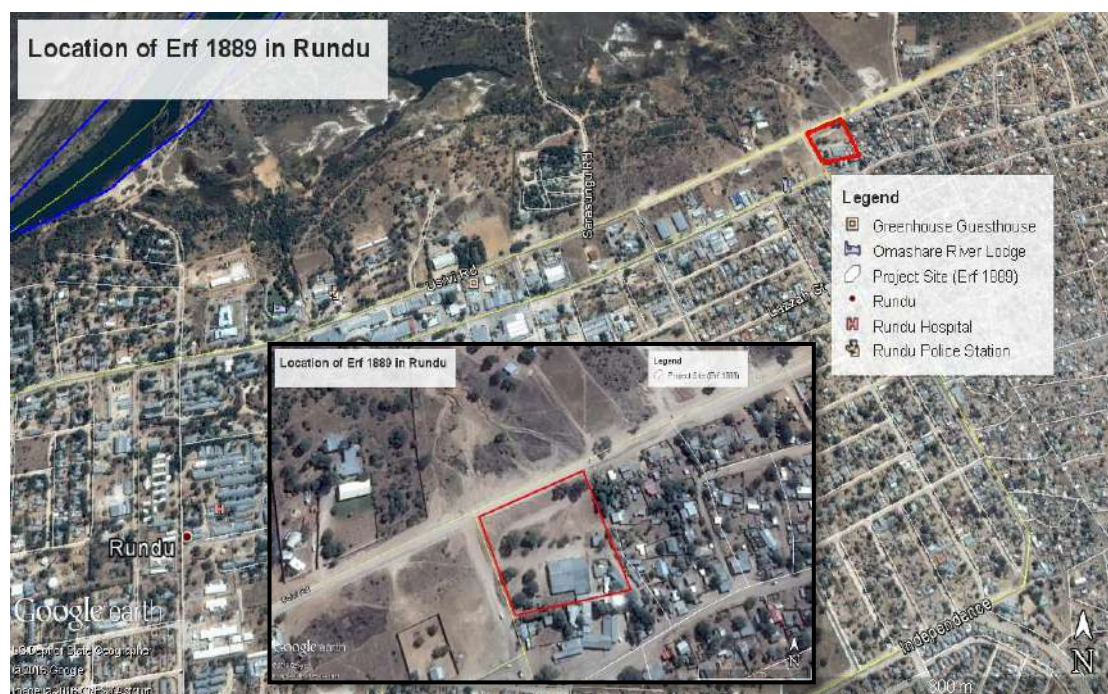 Location of Erf 1889 in Rundu
Sarasungu Rd
Legend
Greenhouse Guesthouse
Omashare River Lodge
Project Site (Erf 1889)
Rundu
Rundu Hospital
Rundu Police Station
Usivi Rd
Location of Erf 1889 in Rundu
Legend
Project Site (Erf 1889)
Rundu
Google earth
Google earth
Independence
N
N
300 m